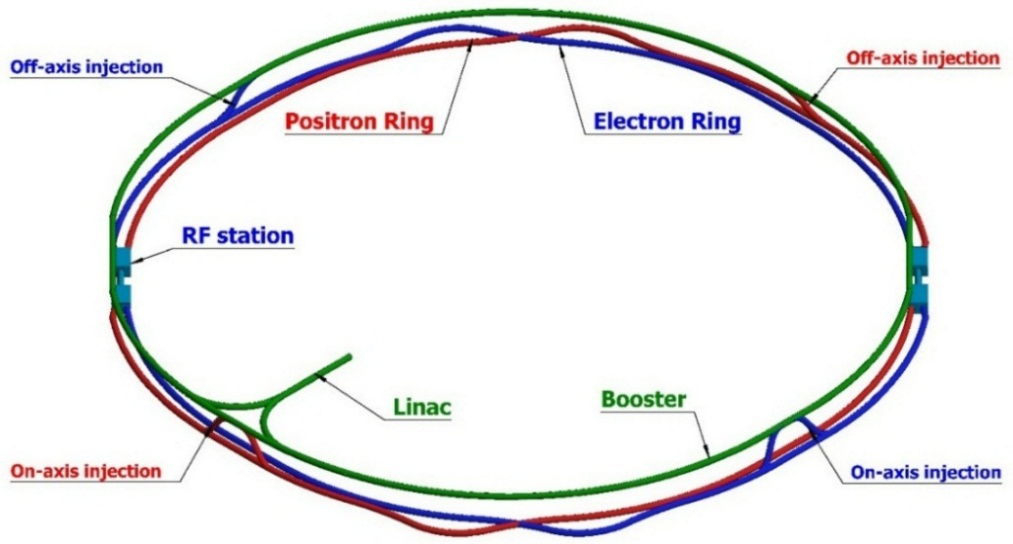 Off-axis injection
Off-axis injection
Positron Ring
Electron Ring
RF station
Linac
Booster
On-axis injection
On-axis injection